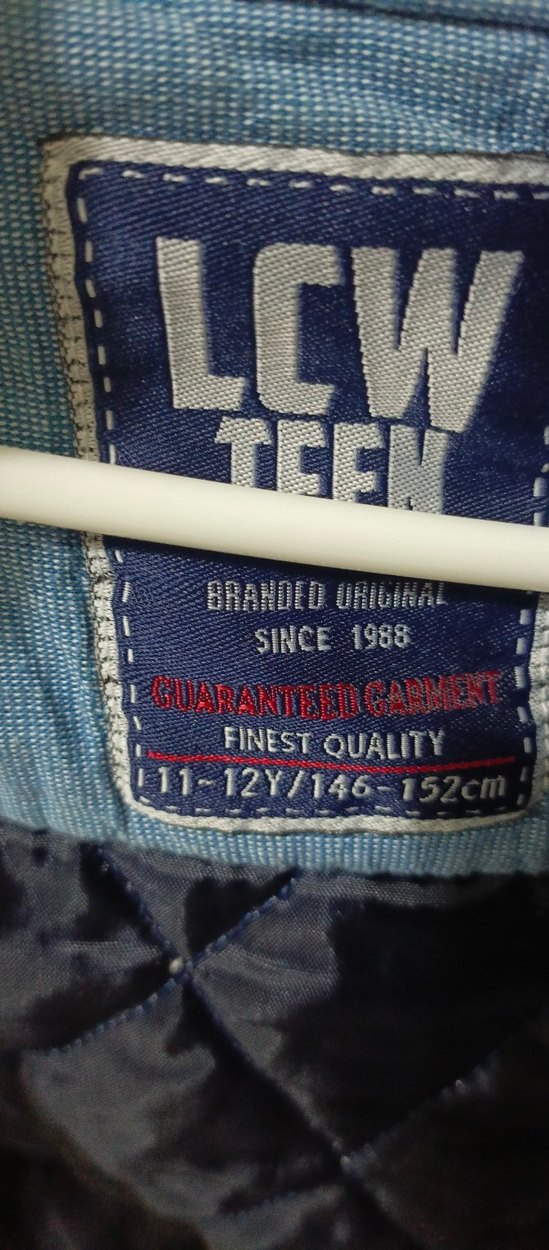 LCW
TEEN
BRANDED ORIGINAL
SINCE 1988
GUARANTEED GARMENT
FINEST QUALITY
11-12Y/146-152cm